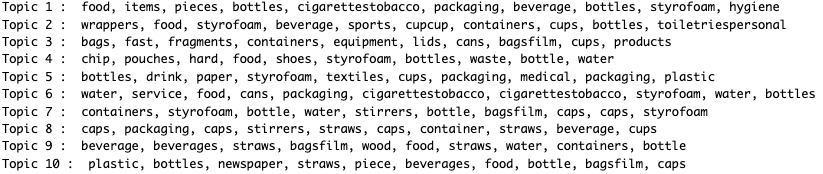 Topic 1 : food, items, pieces, bottles, cigarettestobacco, packaging, beverage, bottles, styrofoam, hygiene
Topic 2 : wrappers, food, styrofoam, beverage, sports, cupcup, containers, cups, bottles, toiletriespersonal
Topic 3 : bags, fast, fragments, containers, equipment, lids, cans, bagsfilm, cups, products
Topic 4 : chip, pouches, hard, food, shoes, styrofoam, bottles, waste, bottle, water
Topic 5 : bottles, drink, paper, styrofoam, textiles, cups, packaging, medical, packaging, plastic
Topic 6 : water, service, food, cans, packaging, cigarettestobacco, cigarettestobacco, styrofoam, water, bottles
Topic 7 : containers, styrofoam, bottle, water, stirrers, bottle, bagsfilm, caps, caps, styrofoam
Topic 8 : caps, packaging, caps, stirrers, straws, caps, container, straws, beverage, cups
Topic 9 : beverage, beverages, straws, bagsfilm, wood, food, straws, water, containers, bottle
Topic 10 : plastic, bottles, newspaper, straws, piece, beverages, food, bottle, bagsfilm, caps